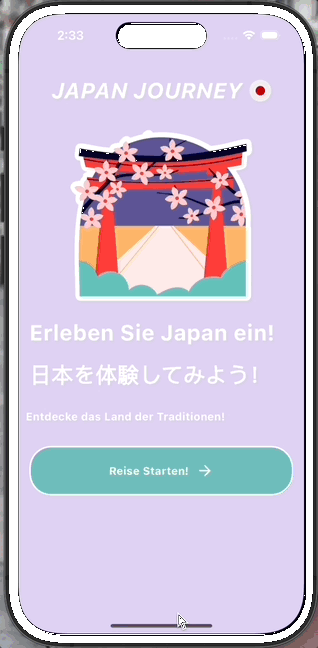 2:33
JAPAN JOURNEY
Erleben Sie Japan ein!
日本を体験してみよう!
Entdecke das Land der Traditionen!
Reise Starten! →